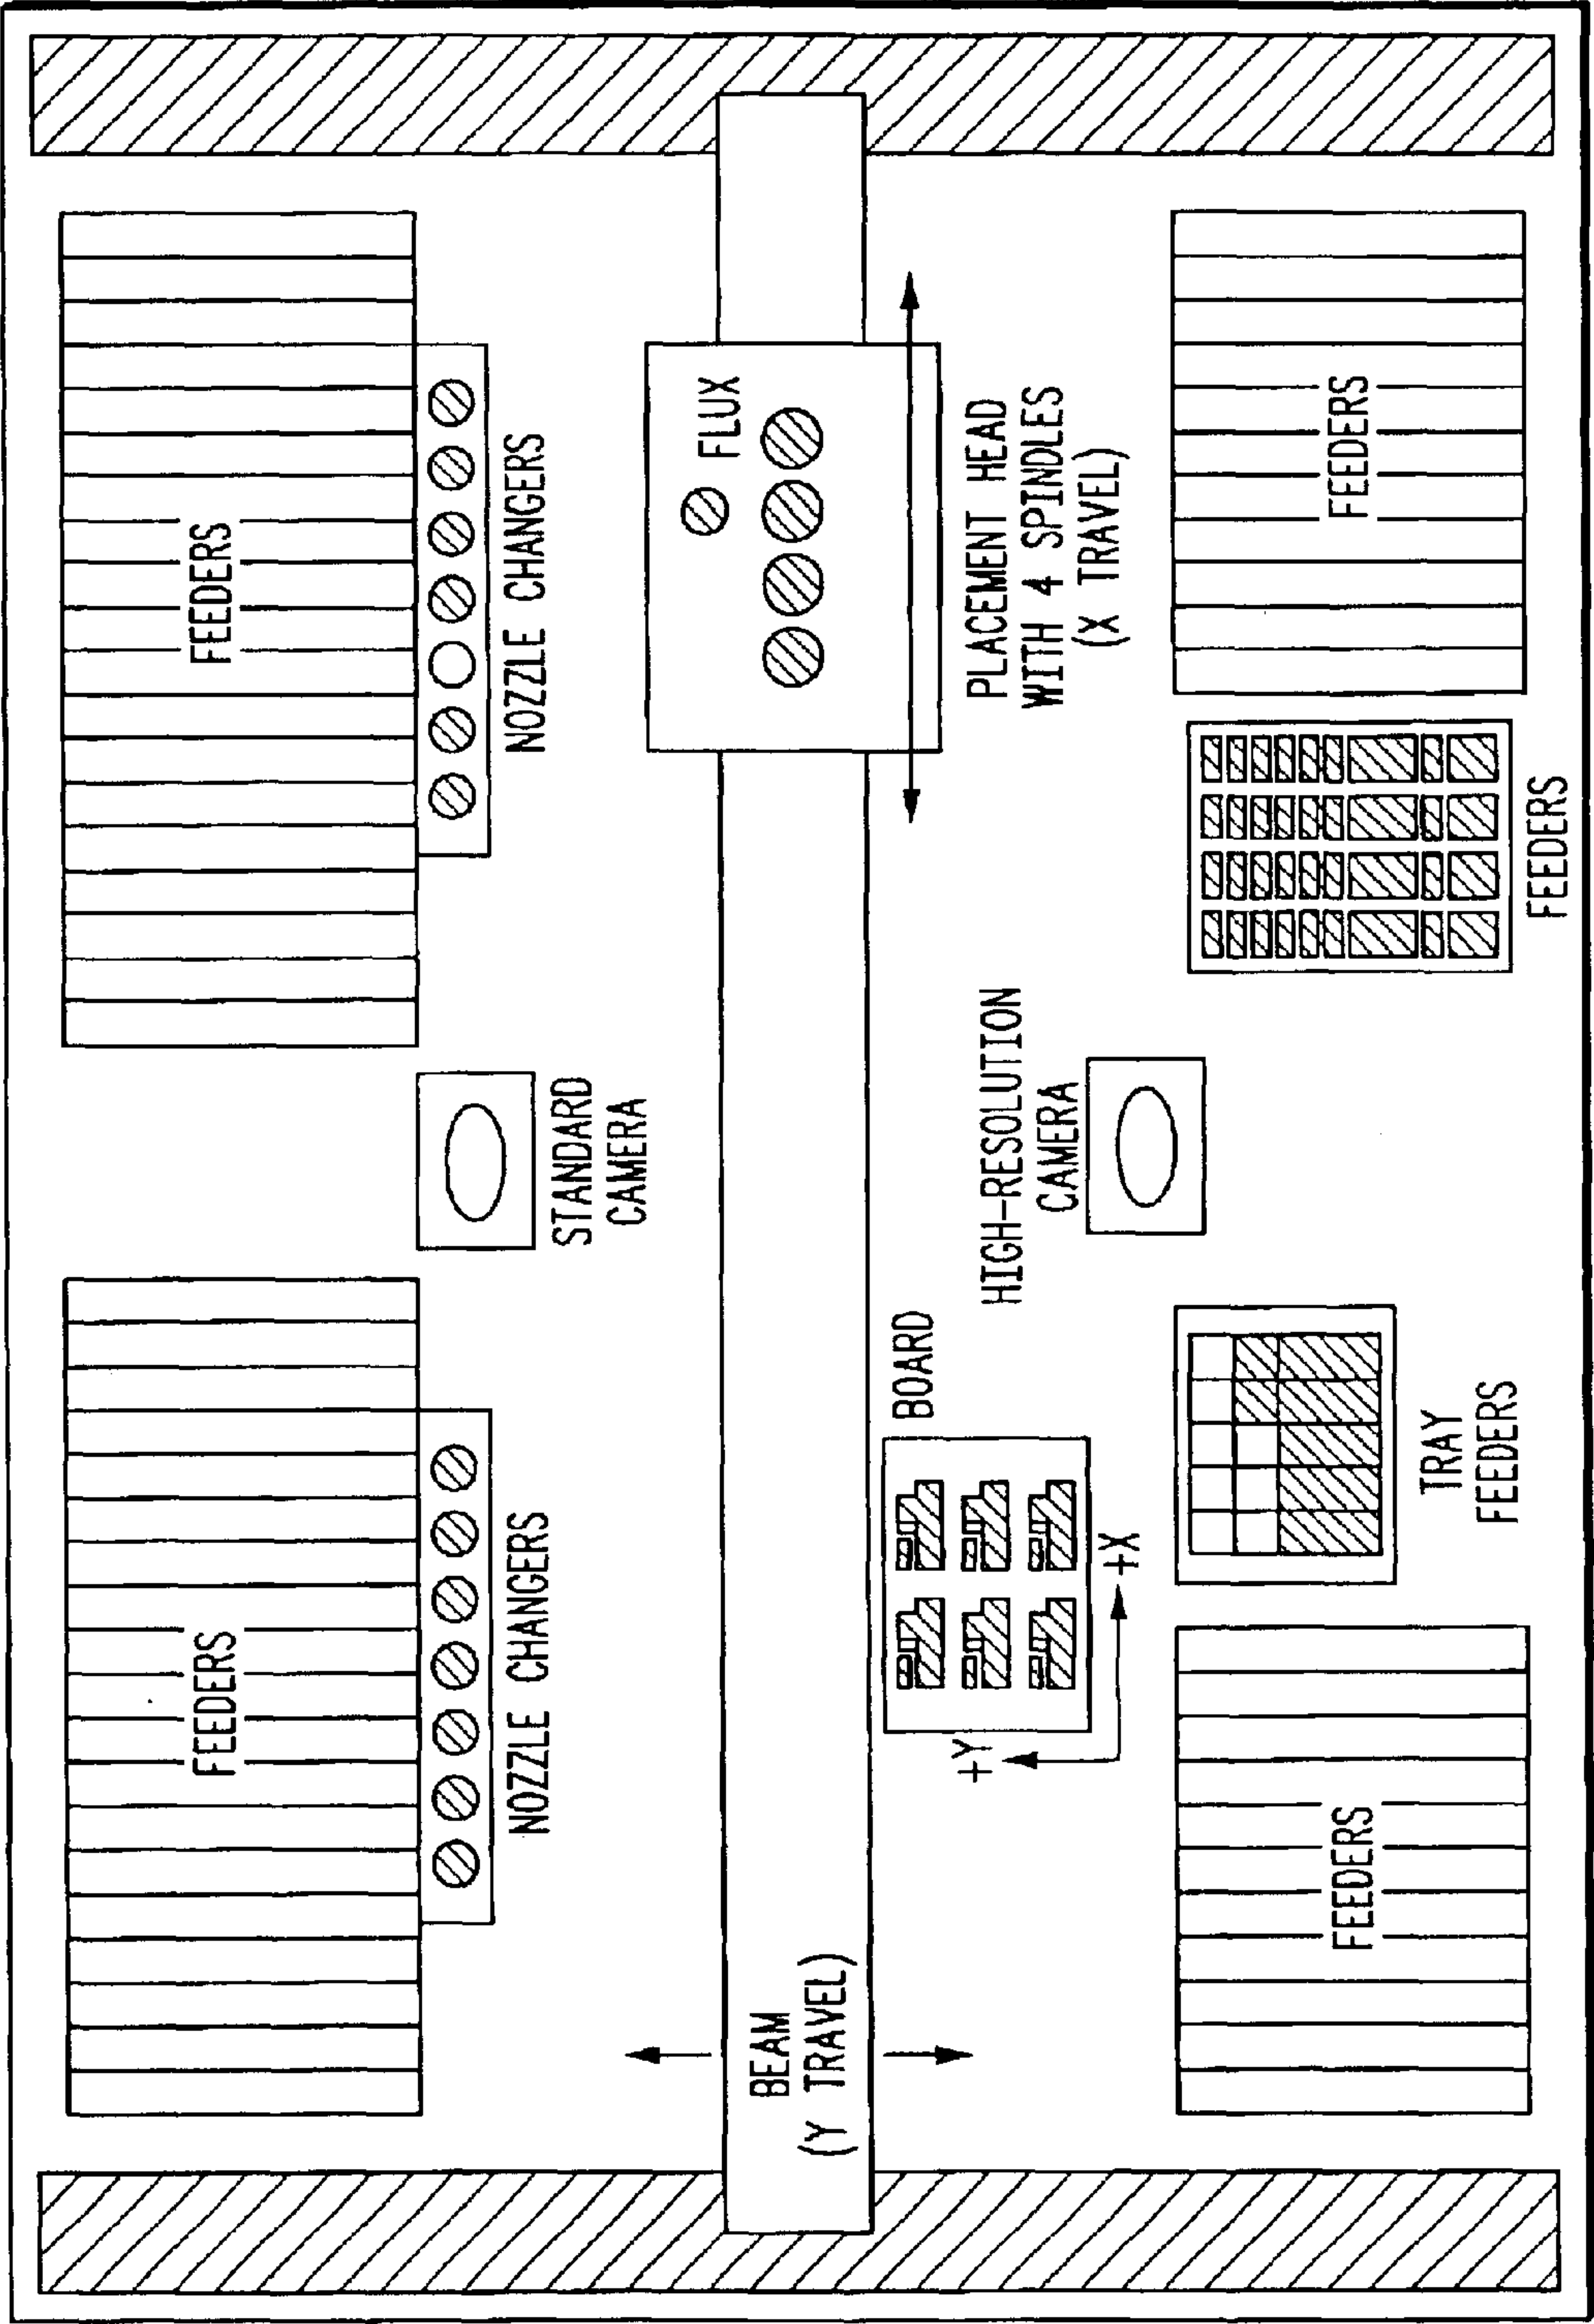 FEEDERS
FEEDERS
NOZZLE CHANGERS
NOZZLE CHANGERS
STANDARD
CAMERA
FLUX
BEAM
(Y TRAVEL)
PLACEMENT HEAD
WITH 4 SPINDLES
(X TRAVEL)
BOARD
+Y
+X
HIGH-RESOLUTION
CAMERA
FEEDERS
TRAY
FEEDERS
FEEDERS
FEEDERS